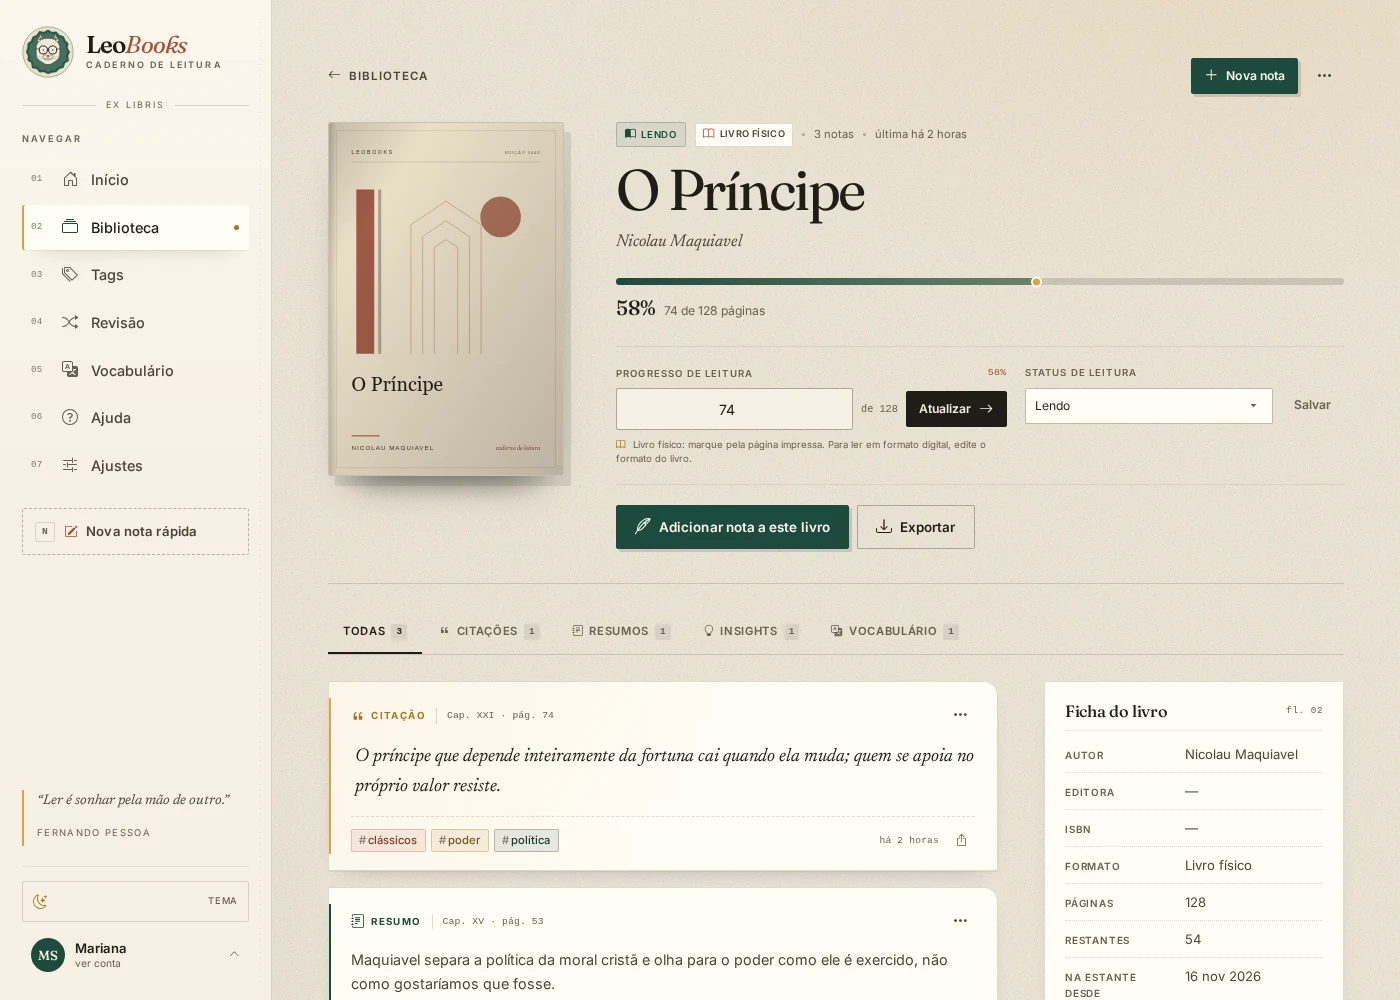 LeoBooks
CADERNO DE LEITURA
EX LIBRIS
NAVEGAR
01 Início
02 Biblioteca
03 Tags
04 Revisão
05 Vocabulário
06 Ajuda
07 Ajustes
N Nova nota rápida
“Ler é sonhar pela mão de outro.”
FERNANDO PESSOA
TEMA
MS Mariana
ver conta
BIBLIOTECA
Nova nota
LEOBOOKS
O Príncipe
NICOLAU MAQUIAVEL caderno de leitura
LENDO LIVRO FÍSICO • 3 notas • última há 2 horas
O Príncipe
Nicolau Maquiavel
58% 74 de 128 páginas
PROGRESSO DE LEITURA 58%
74 de 128 Atualizar
Livro físico: marque pela página impressa. Para ler em formato digital, edite o
formato do livro.
STATUS DE LEITURA
Lendo Salvar
Adicionar nota a este livro Exportar
TODAS 3 CITAÇÕES 1 RESUMOS 1 INSIGHTS 1 VOCABULÁRIO 1
CITAÇÃO Cap. XXI · pág. 74
O príncipe que depende inteiramente da fortuna cai quando ela muda; quem se apoia no
próprio valor resiste.
#clássicos #poder #política há 2 horas
RESUMO Cap. XV · pág. 53
Maquiavel separa a política da moral cristã e olha para o poder como ele é exercido, não
como gostaríamos que fosse.
Ficha do livro fl. 02
AUTOR Nicolau Maquiavel
EDITORA —
ISBN —
FORMATO Livro físico
PÁGINAS 128
RESTANTES 54
NA ESTANTE 16 nov 2026
DESDE